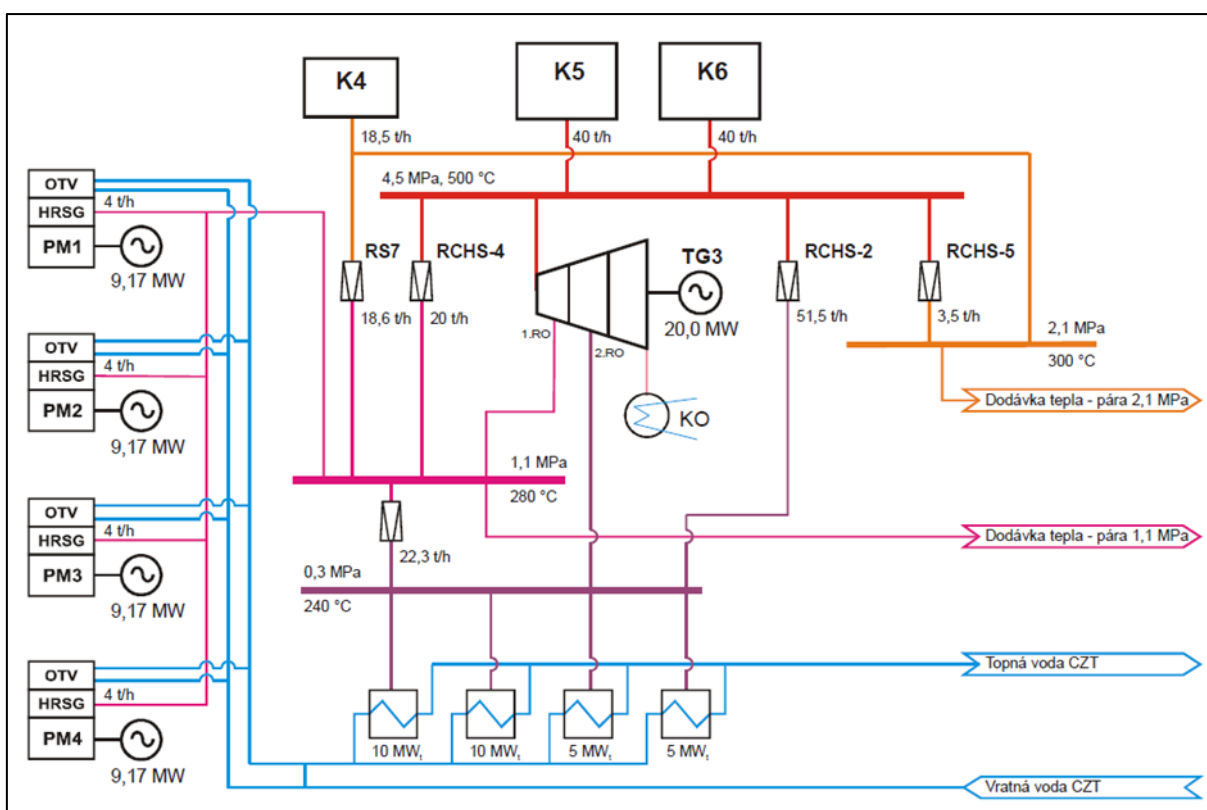 K4
K5
K6
18,5 t/h
40 t/h
40 t/h
4,5 MPa, 500 °C
OTV
HRSG
PM1
4 t/h
9,17 MW
RS7
RCHS-4
TG3
RCHS-2
RCHS-5
18,6 t/h
20 t/h
1.RO
2.RO
20,0 MW
51,5 t/h
3,5 t/h
2,1 MPa
300 °C
OTV
HRSG
PM2
4 t/h
9,17 MW
KO
Dodávka tepla - pára 2,1 MPa
1,1 MPa
280 °C
OTV
HRSG
PM3
4 t/h
9,17 MW
22,3 t/h
Dodávka tepla - pára 1,1 MPa
0,3 MPa
240 °C
OTV
HRSG
PM4
4 t/h
9,17 MW
Topná voda CZT
10 MWt
10 MWt
5 MWt
5 MWt
Vratná voda CZT